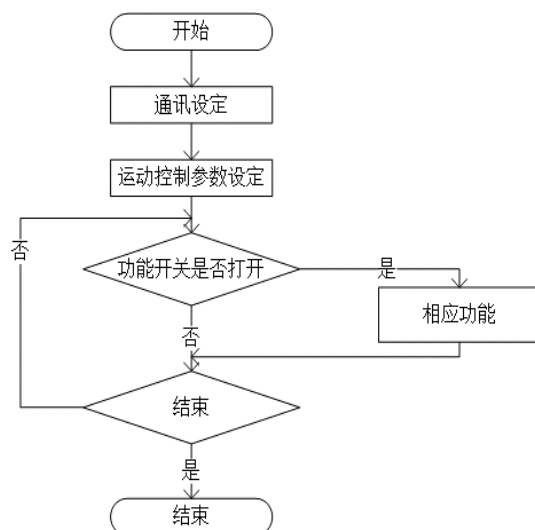 开始
通讯设定
运动控制参数设定
否
功能开关是否打开
是
相应功能
否
结束
是
结束